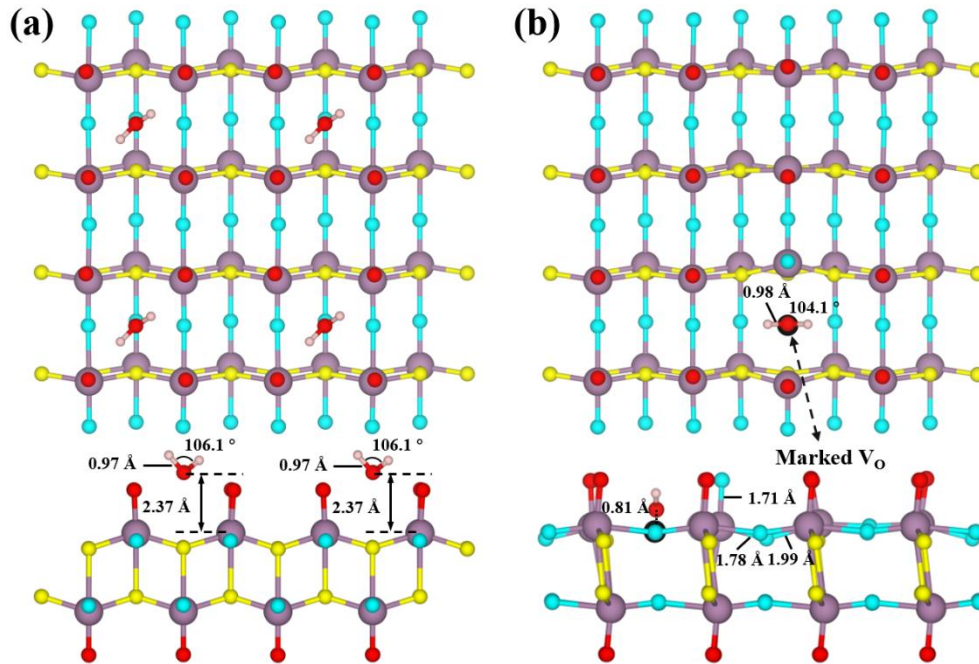 (a)
(b)
0.98 Å
104.1 °
Marked V_O
106.1 °
106.1 °
0.97 Å
0.97 Å
2.37 Å
2.37 Å
0.81 Å
1.71 Å
1.78 Å
1.99 Å